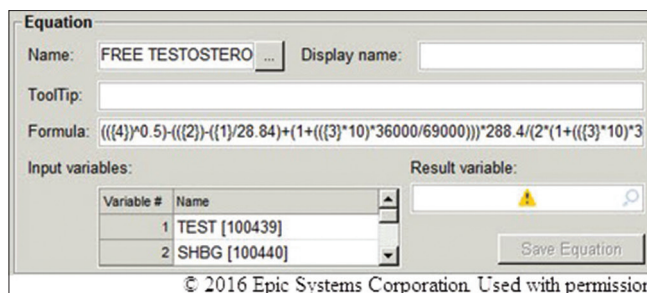 Equation
Name: FREE TESTOSTERO ... Display name:
ToolTip:
Formula: (({4})^0.5)-(({2})-({1}/28.84)+(1+(({3}*10)*36000/69000)))*288.4/(2*(1+(({3}*10)*3
Input variables: Result variable:
Variable # Name
1 TEST [100439]
2 SHBG [100440]
Save Equation
© 2016 Epic Systems Corporation. Used with permission